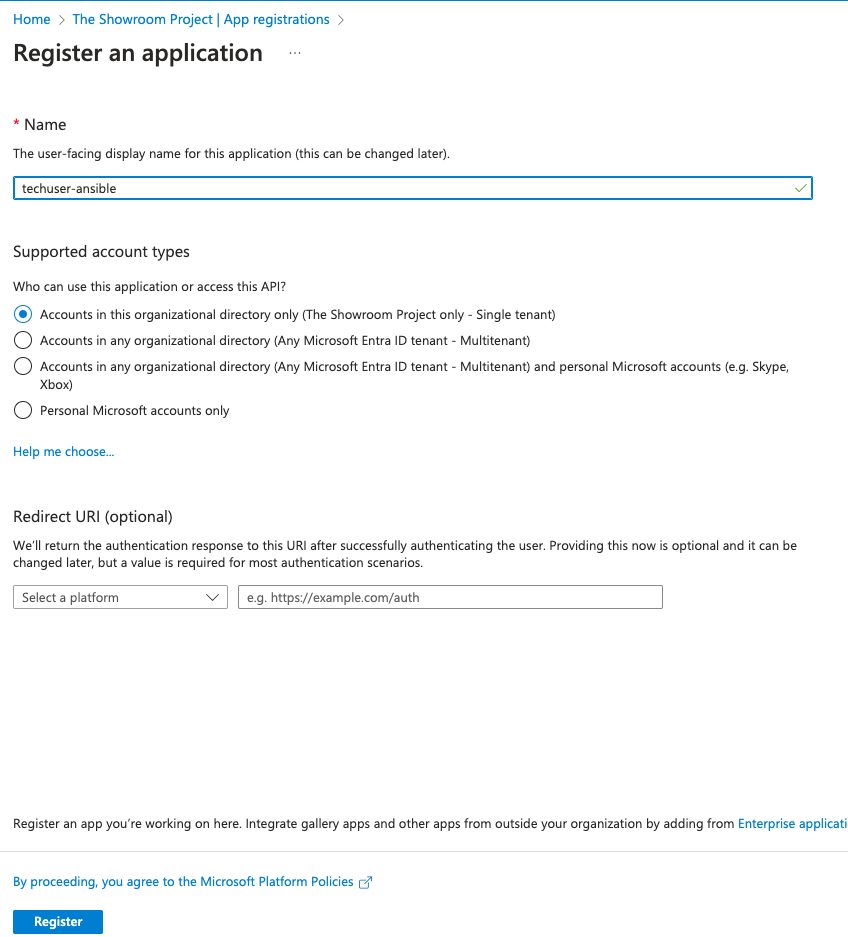 Home > The Showroom Project | App registrations >
Register an application ...
* Name
The user-facing display name for this application (this can be changed later).
techuser-ansible
Supported account types
Who can use this application or access this API?
Accounts in this organizational directory only (The Showroom Project only - Single tenant)
Accounts in any organizational directory (Any Microsoft Entra ID tenant - Multitenant)
Accounts in any organizational directory (Any Microsoft Entra ID tenant - Multitenant) and personal Microsoft accounts (e.g. Skype,
Xbox)
Personal Microsoft accounts only
Help me choose...
Redirect URI (optional)
We'll return the authentication response to this URI after successfully authenticating the user. Providing this now is optional and it can be
changed later, but a value is required for most authentication scenarios.
Select a platform e.g. https://example.com/auth
Register an app you're working on here. Integrate gallery apps and other apps from outside your organization by adding from Enterprise applicati
By proceeding, you agree to the Microsoft Platform Policies
Register